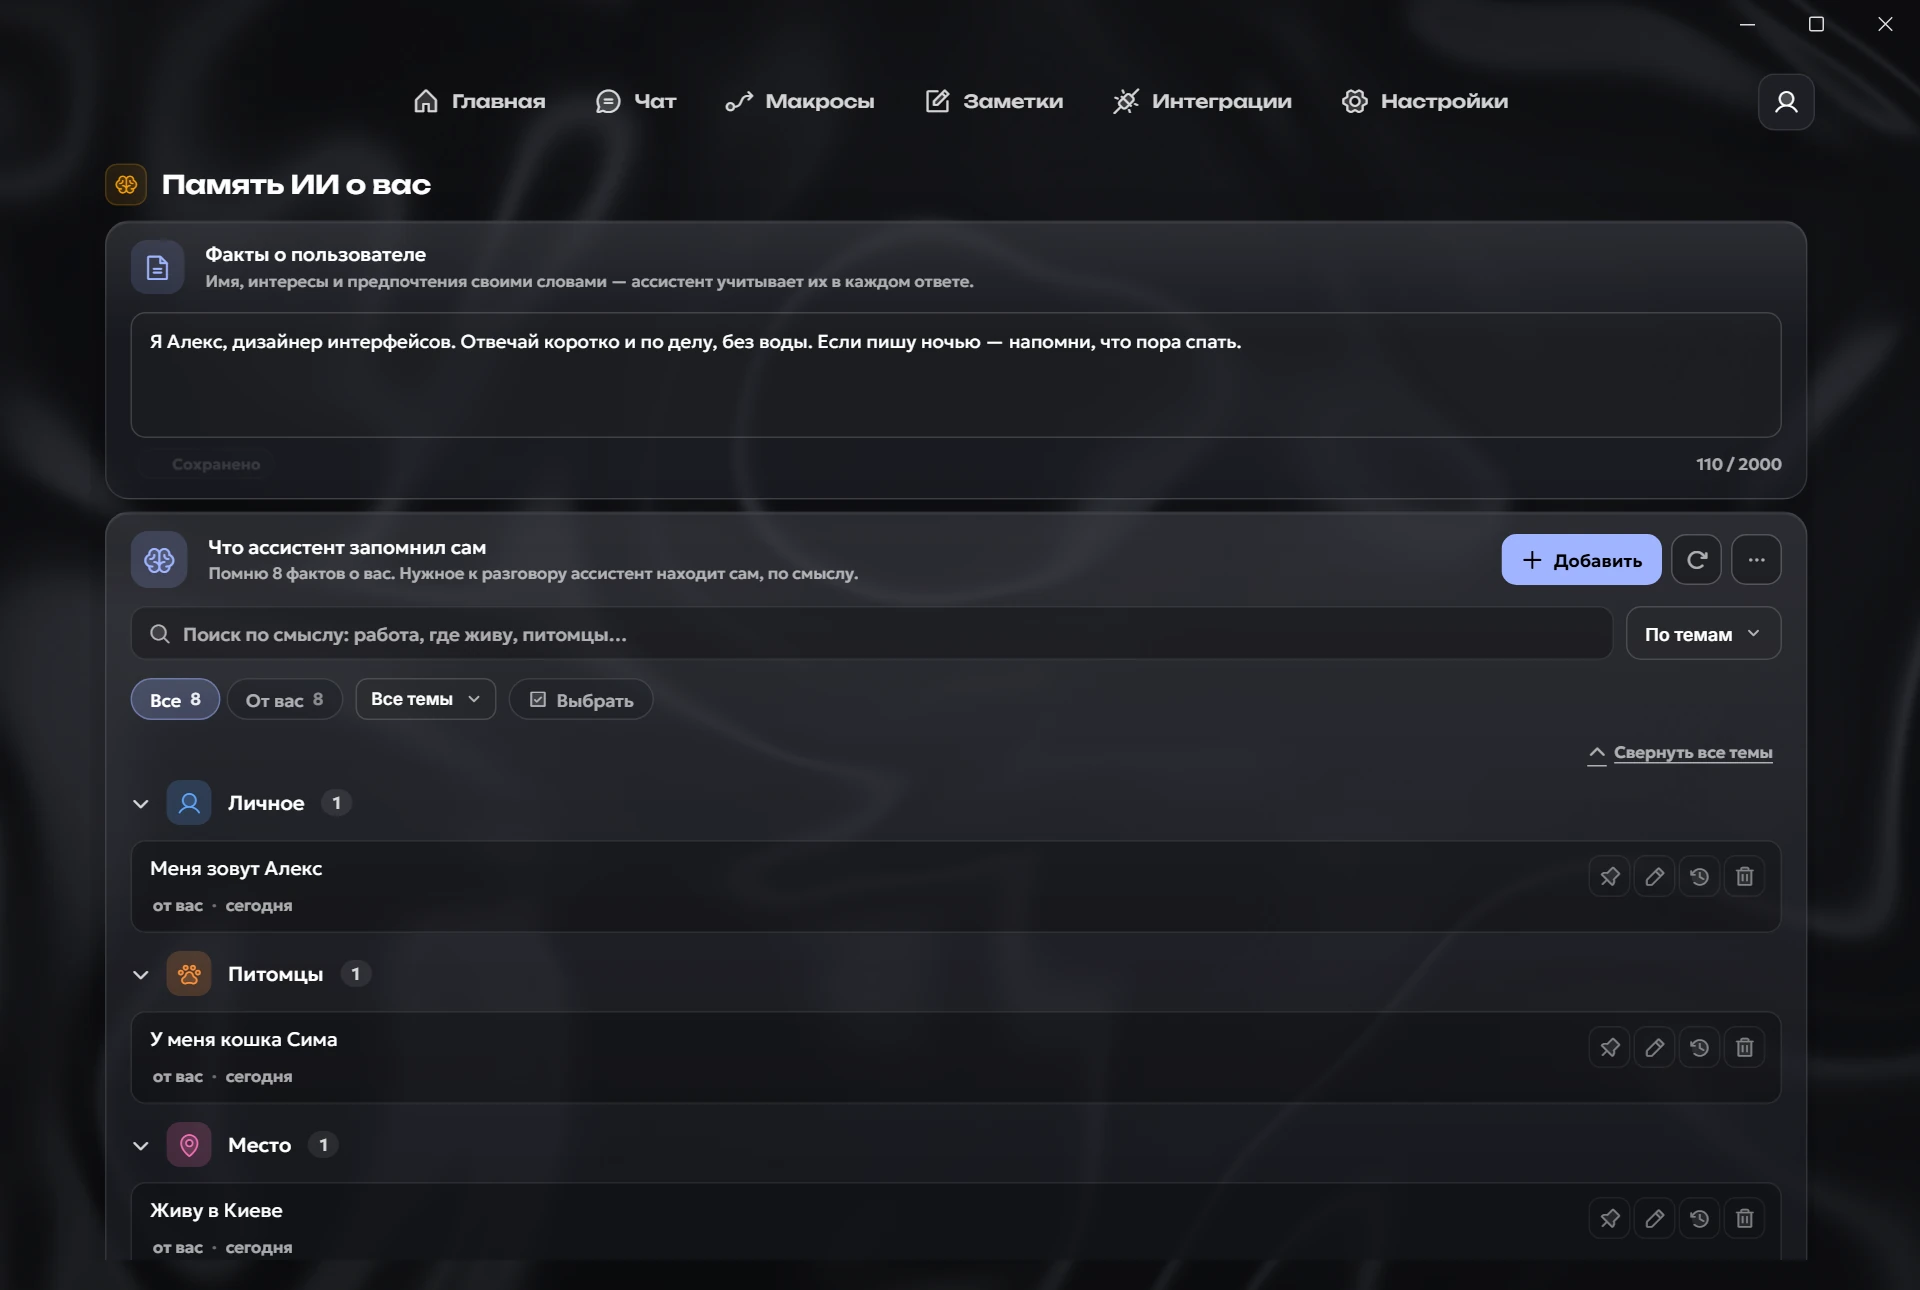 Главная Чат Макросы Заметки Интеграции Настройки
Память ИИ о вас
Факты о пользователе
Имя, интересы и предпочтения своими словами — ассистент учитывает их в каждом ответе.
Я Алекс, дизайнер интерфейсов. Отвечай коротко и по делу, без воды. Если пишу ночью — напомни, что пора спать.
Сохранено 110 / 2000
Что ассистент запомнил сам
Помню 8 фактов о вас. Нужное к разговору ассистент находит сам, по смыслу.
Добавить
Поиск по смыслу: работа, где живу, питомцы...
По темам
Все 8 От вас 8 Все темы Выбрать
Свернуть все темы
Личное 1
Меня зовут Алекс
от вас · сегодня
Питомцы 1
У меня кошка Сима
от вас · сегодня
Место 1
Живу в Киеве
от вас · сегодня